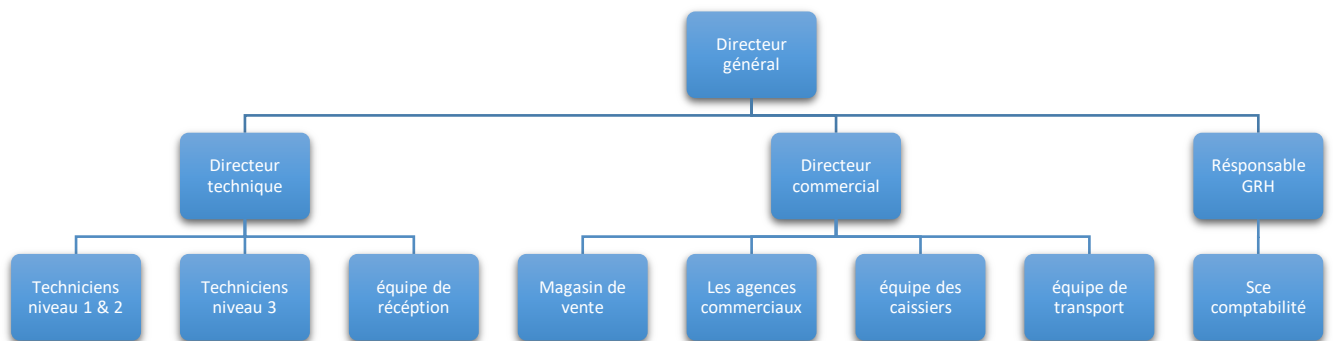 Directeur
général
Directeur
technique
Directeur
commercial
Résponsable
GRH
Techniciens
niveau 1 & 2
Techniciens
niveau 3
équipe de
récéption
Magasin de
vente
Les agences
commerciaux
équipe des
caissiers
équipe de
transport
Sce
comptabilité